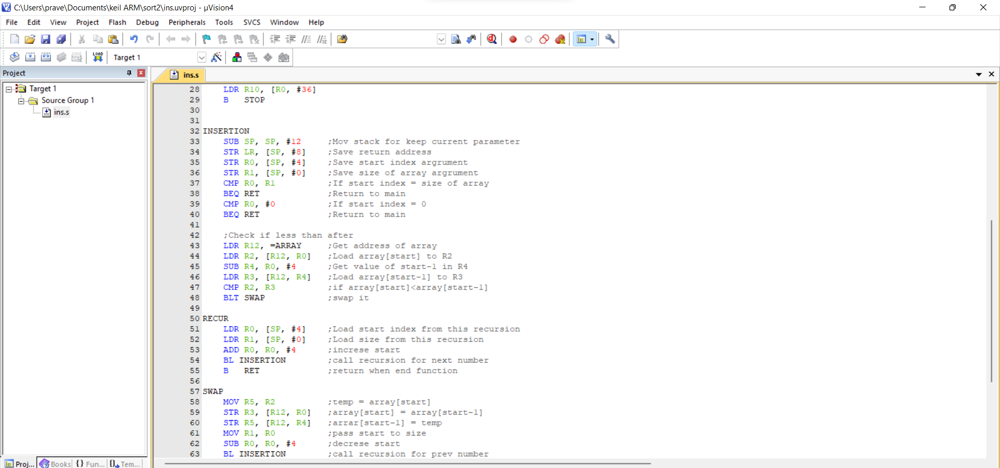 C:\Users\prave\Documents\keil ARM\sort2\ins.uvproj - µVision4
File Edit View Project Flash Debug Peripherals Tools SVCS Window Help
LOAD Target 1
Project
ins.s
Target 1
Source Group 1
ins.s
28 LDR R10, [R0, #36]
29 B STOP
30
31
32 INSERTION
33 SUB SP, SP, #12 ;Mov stack for keep current parameter
34 STR LR, [SP, #8] ;Save return address
35 STR R0, [SP, #4] ;Save start index argrument
36 STR R1, [SP, #0] ;Save size of array argrument
37 CMP R0, R1 ;If start index = size of array
38 BEQ RET ;Return to main
39 CMP R0, #0 ;If start index = 0
40 BEQ RET ;Return to main
41
42 ;Check if less than after
43 LDR R12, =ARRAY ;Get address of array
44 LDR R2, [R12, R0] ;Load array[start] to R2
45 SUB R4, R0, #4 ;Get value of start-1 in R4
46 LDR R3, [R12, R4] ;Load array[start-1] to R3
47 CMP R2, R3 ;if array[start]<array[start-1]
48 BLT SWAP ;swap it
49
50 RECUR
51 LDR R0, [SP, #4] ;Load start index from this recursion
52 LDR R1, [SP, #0] ;Load size from this recursion
53 ADD R0, R0, #4 ;increse start
54 BL INSERTION ;call recursion for next number
55 B RET ;return when end function
56
57 SWAP
58 MOV R5, R2 ;temp = array[start]
59 STR R3, [R12, R0] ;array[start] = array[start-1]
60 STR R5, [R12, R4] ;arrar[start-1] = temp
61 MOV R1, R0 ;pass start to size
62 SUB R0, R0, #4 ;decrese start
63 BL INSERTION ;call recursion for prev number
Proj... Books {} Fun... Tem...